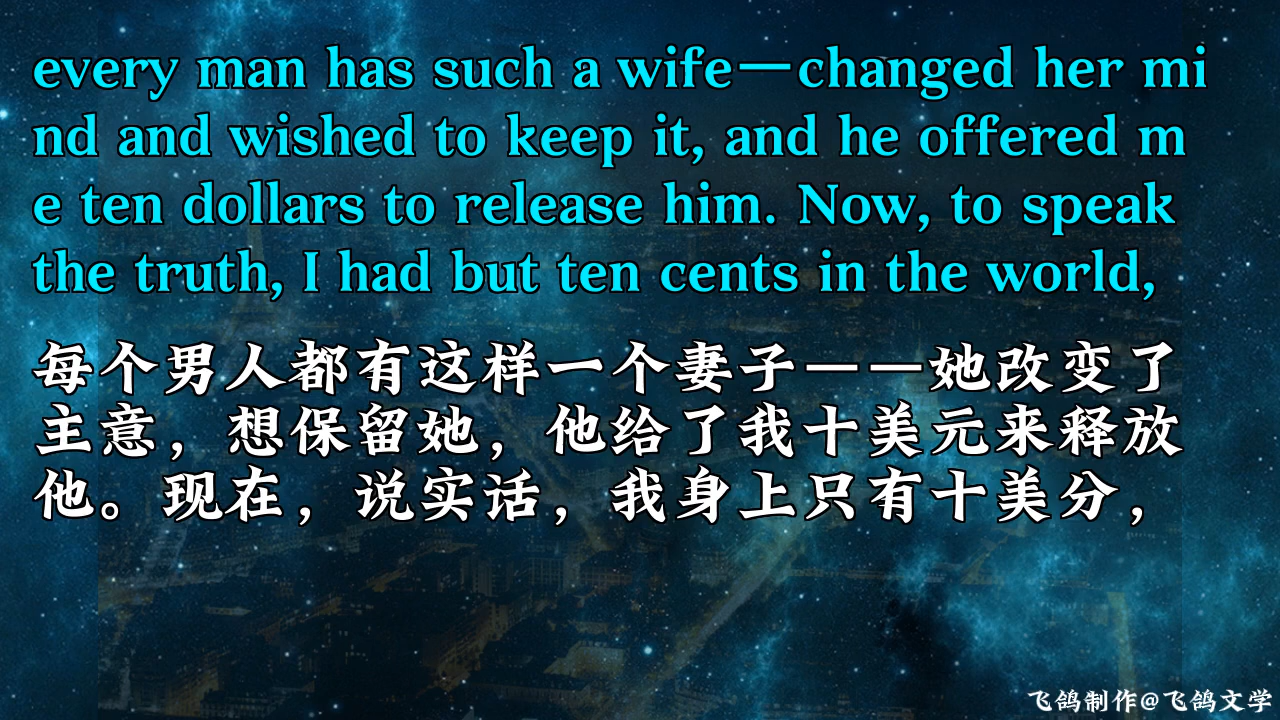 every man has such a wife—changed her mi
nd and wished to keep it, and he offered m
e ten dollars to release him. Now, to speak
the truth, I had but ten cents in the world,
每个男人都有这样一个妻子——她改变了
主意，想保留她，他给了我十美元来释放
他。现在，说实话，我身上只有十美分，
飞鸽制作@飞鸽文学